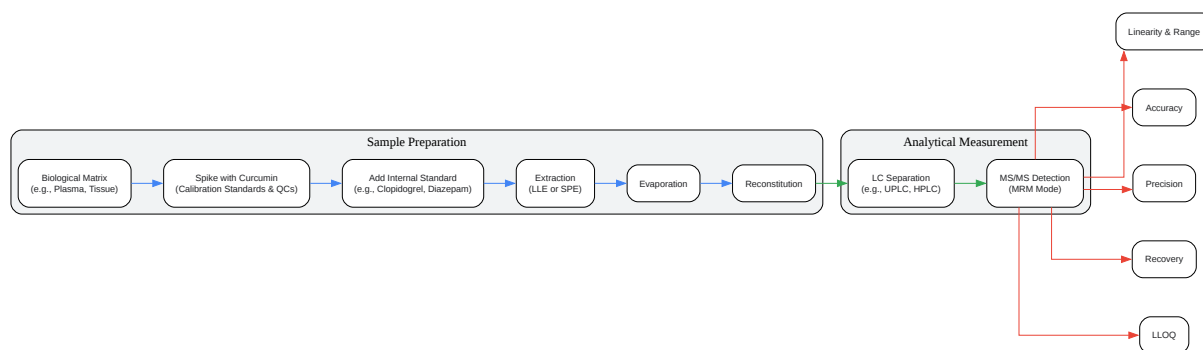 Sample Preparation
Biological Matrix
(e.g., Plasma, Tissue)
Spike with Curcumin
(Calibration Standards & QCs)
Add Internal Standard
(e.g., Clopidogrel, Diazepam)
Extraction
(LLE or SPE)
Evaporation
Reconstitution
Analytical Measurement
LC Separation
(e.g., UPLC, HPLC)
MS/MS Detection
(MRM Mode)
Linearity & Range
Accuracy
Precision
Recovery
LLOQ